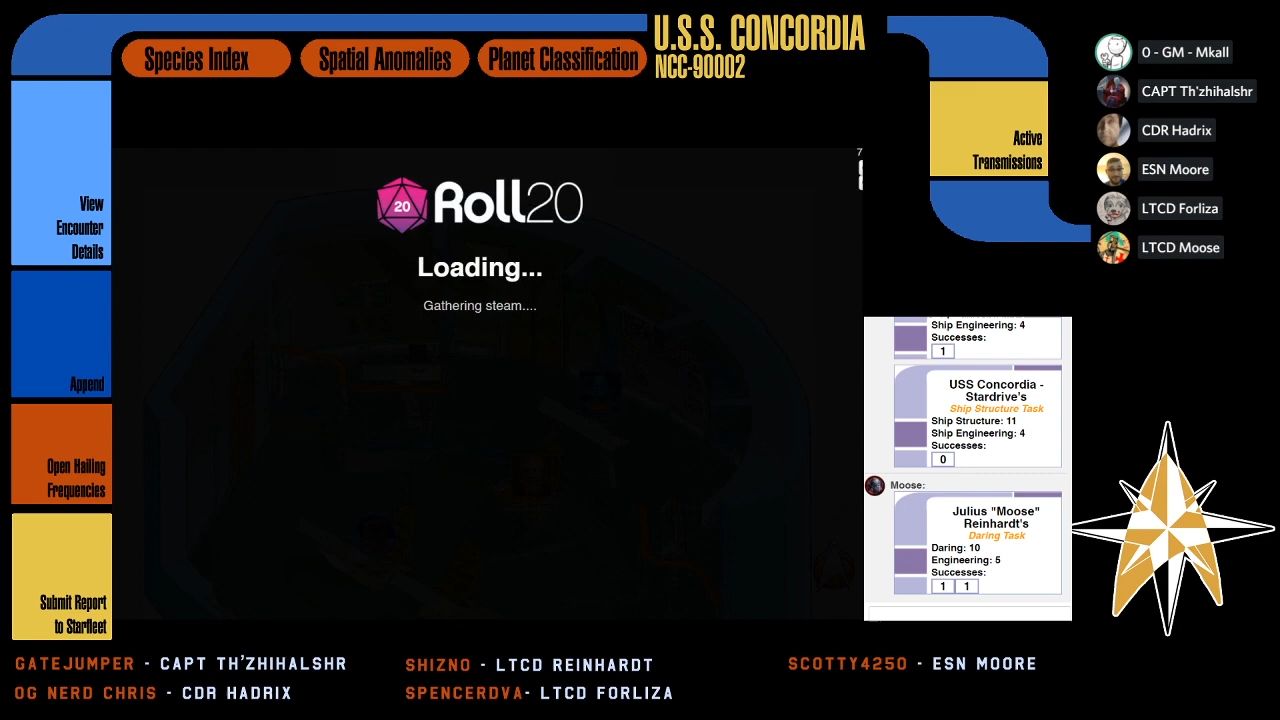 U.S.S. CONCORDIA
NCC-90002
Species Index
Spatial Anomalies
Planet Classification
View
Encounter
Details
Append
Open Hailing
Frequencies
Submit Report
to Starfleet
Active
Transmissions
0 - GM - Mkall
CAPT Th'zhihalshr
CDR Hadrix
ESN Moore
LTCD Forliza
LTCD Moose
7
20
Roll20
Loading...
Gathering steam....
Ship Engineering: 4
Successes:
1
USS Concordia -
Stardrive's
Ship Structure Task
Ship Structure: 11
Ship Engineering: 4
Successes:
0
Moose:
Julius "Moose"
Reinhardt's
Daring Task
Daring: 10
Engineering: 5
Successes:
1 1
GATEJUMPER - CAPT TH'ZHIHALSHR
SHIZNO - LTCD REINHARDT
SCOTTY4250 - ESN MOORE
OG NERD CHRIS - CDR HADRIX
SPENCERDVA- LTCD FORLIZA